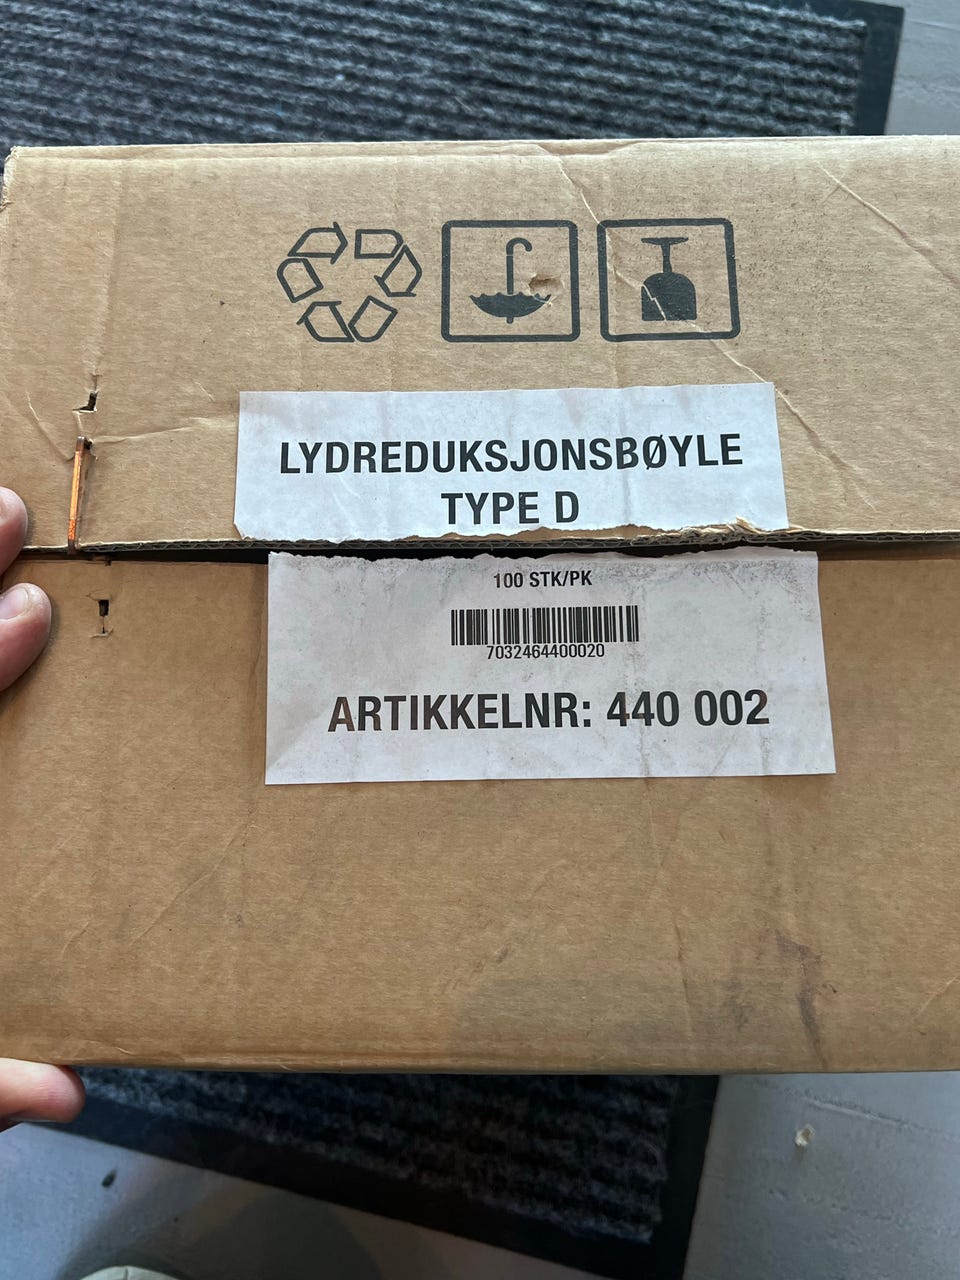 LYDREDUKSJONSBØYLE
TYPE D
100 STK/PK
7032464400020
ARTIKKELNR: 440 002